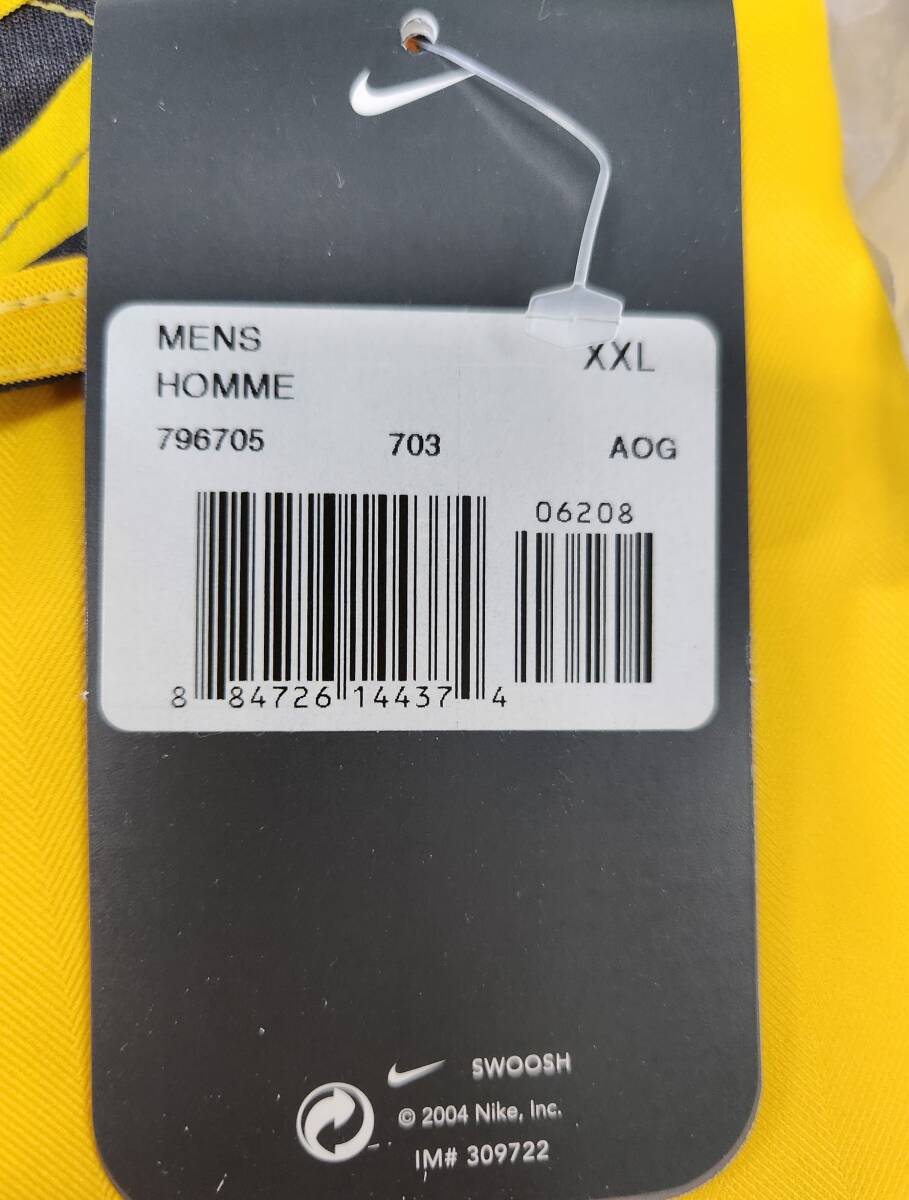 MENS
XXL
HOMME
796705 703 AOG
06208
8 84726 14437 4
SWOOSH
© 2004 Nike, Inc.
IM# 309722